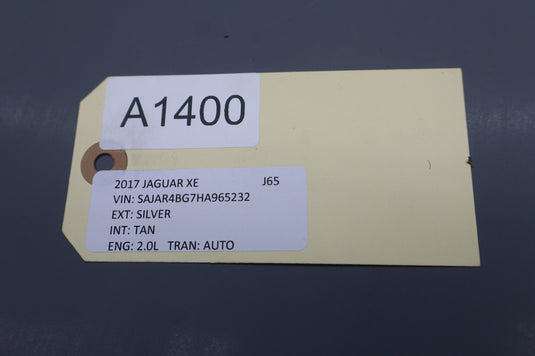 A1400
2017 JAGUAR XE J65
VIN: SAJAR4BG7HA965232
EXT: SILVER
INT: TAN
ENG: 2.0L TRAN: AUTO